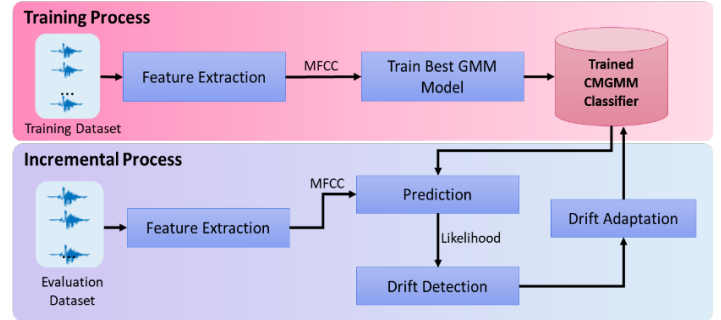 Training Process
...
Training Dataset
Feature Extraction
MFCC
Train Best GMM
Model
Trained
CMGMM
Classifier
Incremental Process
...
Evaluation
Dataset
Feature Extraction
MFCC
Prediction
Likelihood
Drift Detection
Drift Adaptation